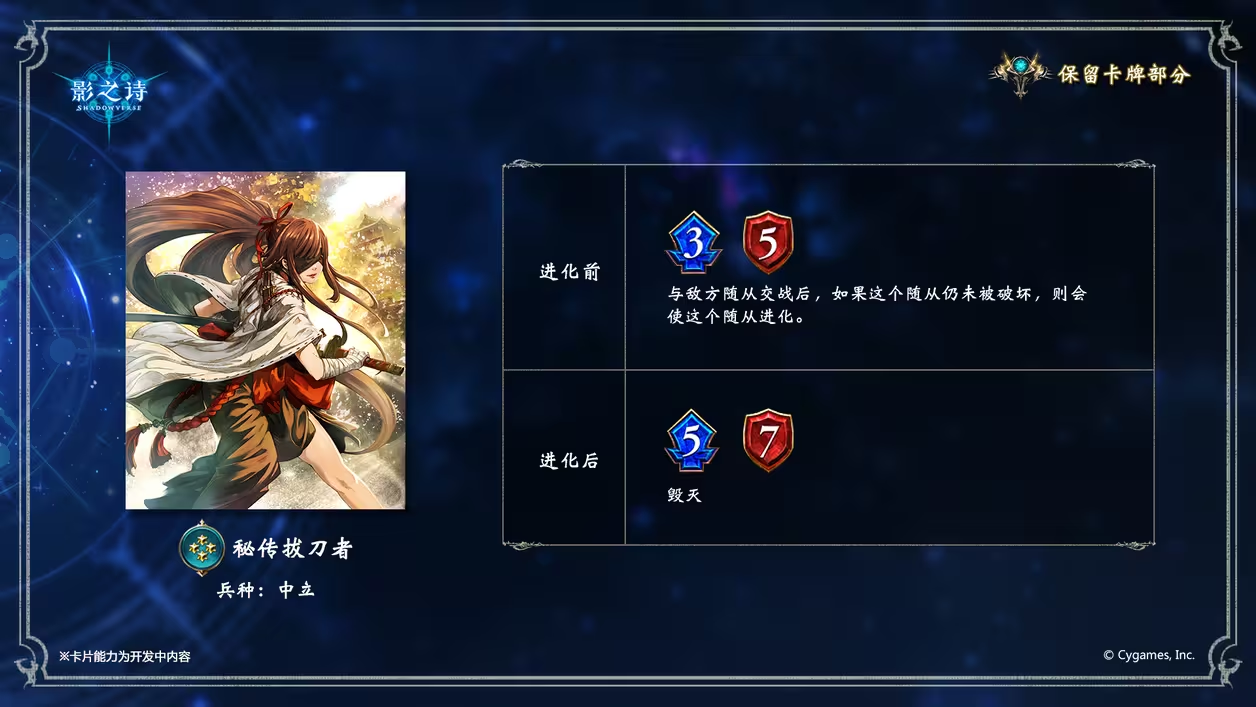 影之诗
SHADOWVERSE
保留卡牌部分
进化前
3 5
与敌方随从交战后，如果这个随从仍未被破坏，则会
使这个随从进化。
进化后
5 7
毁灭
秘传拔刀者
兵种：中立
※卡片能力为开发中内容
© Cygames, Inc.